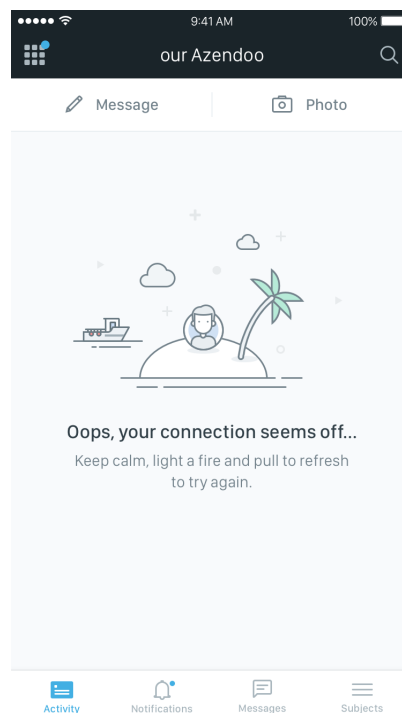 9:41 AM
100%
our Azendoo
Message
Photo
Oops, your connection seems off...
Keep calm, light a fire and pull to refresh
to try again.
Activity
Notifications
Messages
Subjects